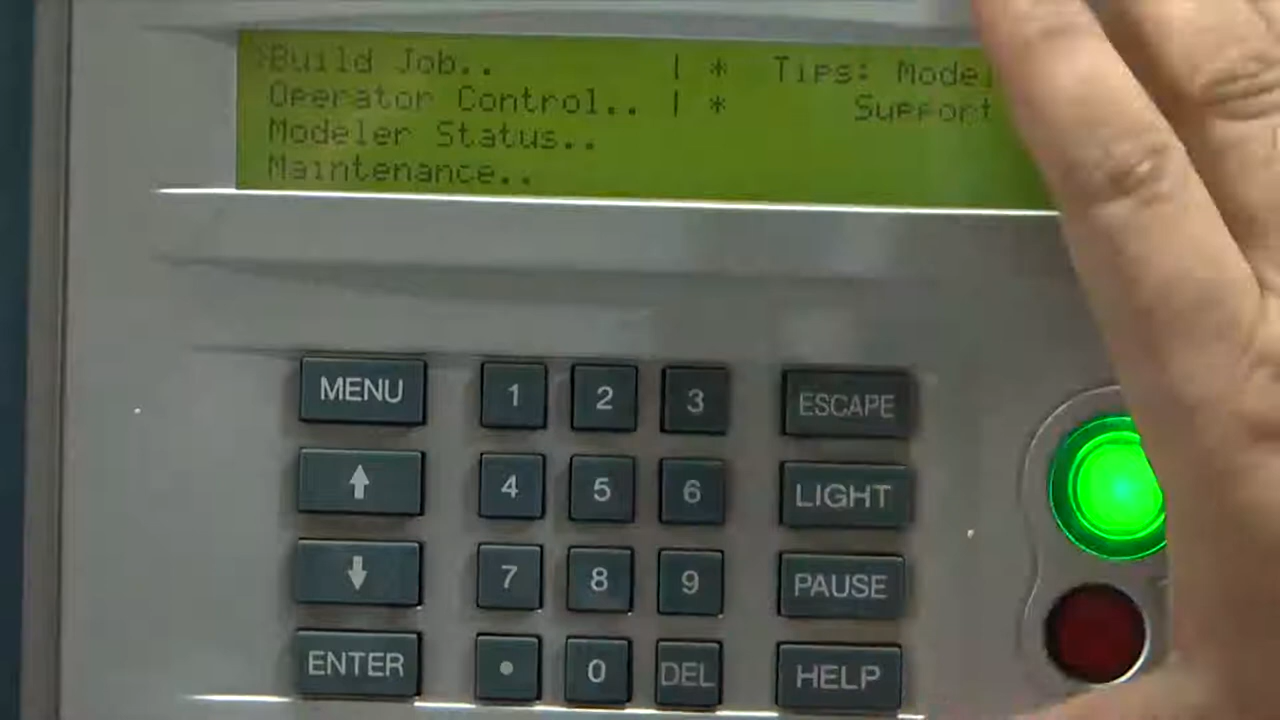 >Build Job.. | * Tips: Mode
Operator Control.. | * Support
Modeler Status..
Maintenance..
MENU 1 2 3 ESCAPE
↑ 4 5 6 LIGHT
↓ 7 8 9 PAUSE
ENTER • 0 DEL HELP